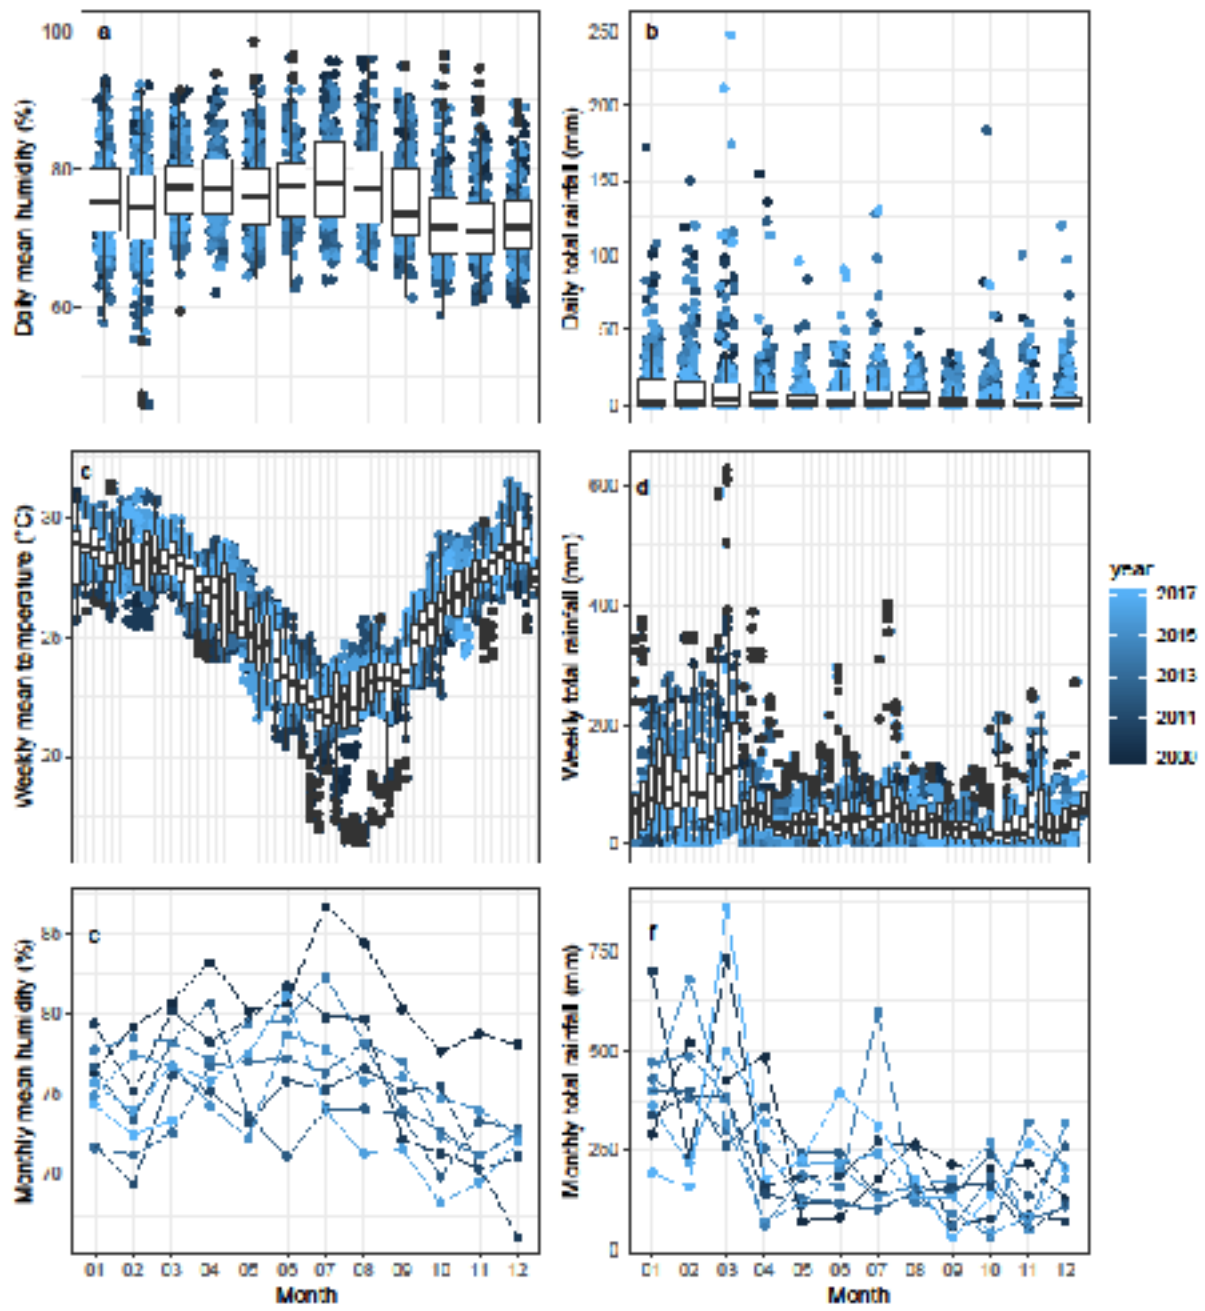 a
Daily mean humidity (%)
100
80
60
b
Daily total rainfall (mm)
250
200
150
100
50
0
c
Weekly mean temperature (°C)
30
25
20
d
Weekly total rainfall (mm)
600
400
200
0
year
2017
2015
2013
2011
e
Monthly mean humidity (%)
85
80
75
70
01 02 03 04 05 06 07 08 09 10 11 12
Month
f
Monthly total rainfall (mm)
750
500
250
0
01 02 03 04 05 06 07 08 09 10 11 12
Month